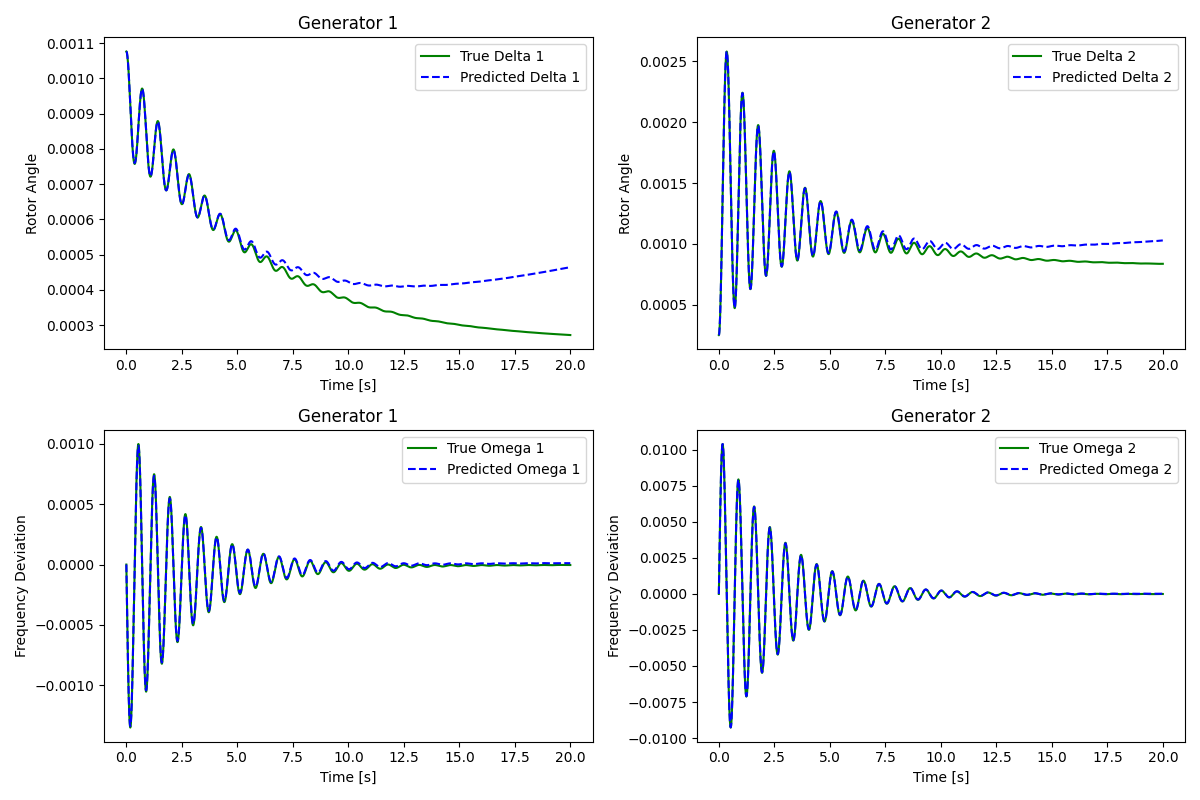 Generator 1
True Delta 1
Predicted Delta 1
Rotor Angle
0.0011
0.0010
0.0009
0.0008
0.0007
0.0006
0.0005
0.0004
0.0003
0.0 2.5 5.0 7.5 10.0 12.5 15.0 17.5 20.0
Time [s]
Generator 2
True Delta 2
Predicted Delta 2
Rotor Angle
0.0025
0.0020
0.0015
0.0010
0.0005
0.0 2.5 5.0 7.5 10.0 12.5 15.0 17.5 20.0
Time [s]
Generator 1
True Omega 1
Predicted Omega 1
Frequency Deviation
0.0010
0.0005
0.0000
−0.0005
−0.0010
0.0 2.5 5.0 7.5 10.0 12.5 15.0 17.5 20.0
Time [s]
Generator 2
True Omega 2
Predicted Omega 2
Frequency Deviation
0.0100
0.0075
0.0050
0.0025
0.0000
−0.0025
−0.0050
−0.0075
−0.0100
0.0 2.5 5.0 7.5 10.0 12.5 15.0 17.5 20.0
Time [s]